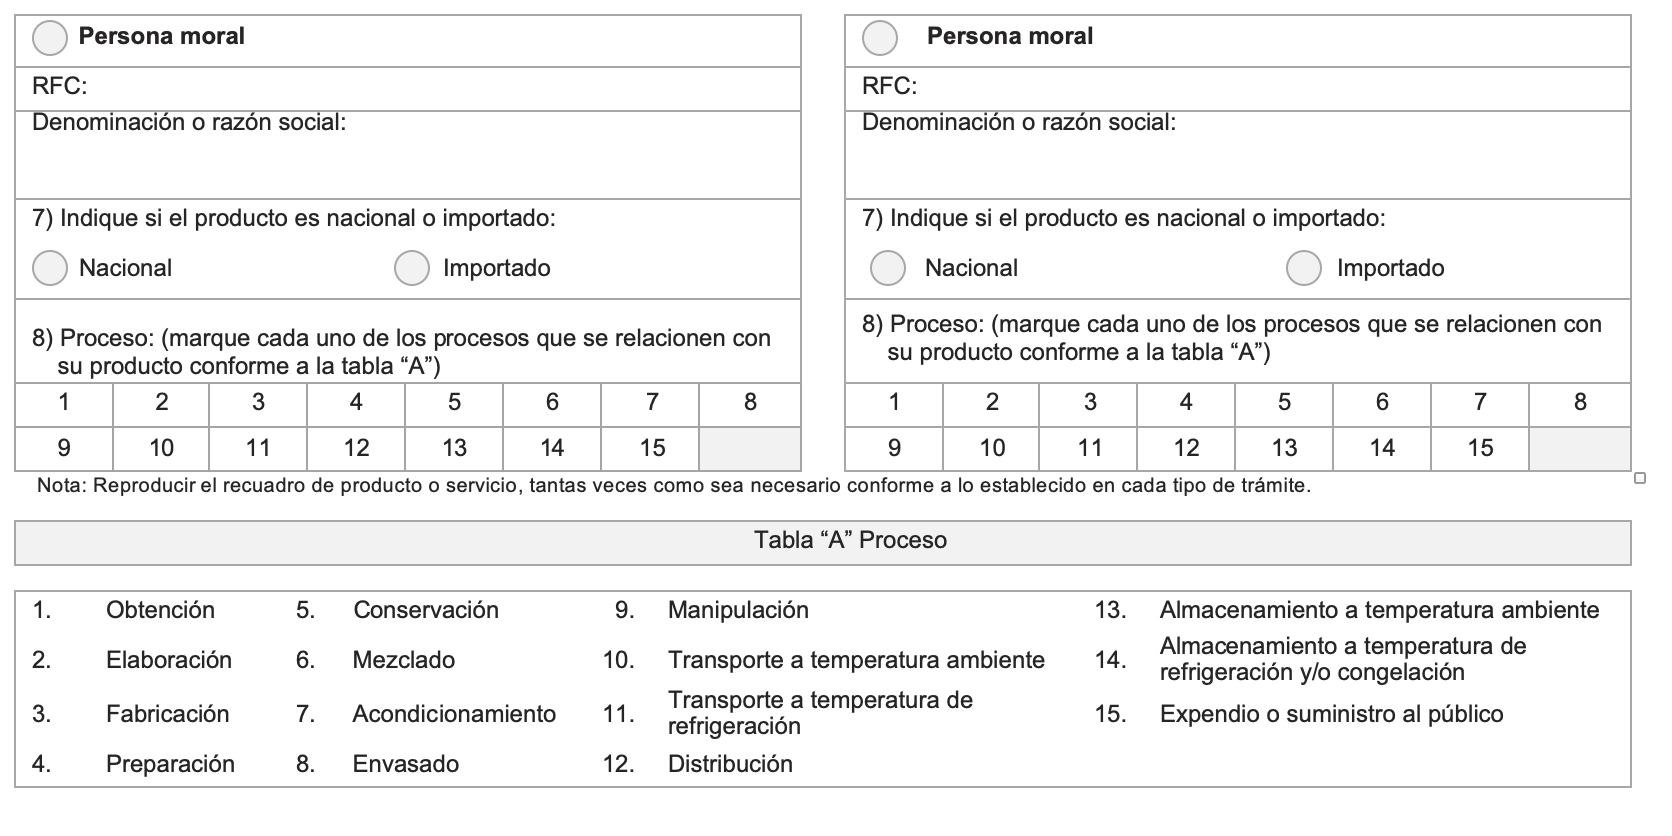 Persona moral
RFC:
Denominación o razón social:
7) Indique si el producto es nacional o importado:
Nacional Importado
8) Proceso: (marque cada uno de los procesos que se relacionen con
su producto conforme a la tabla “A”)
1 2 3 4 5 6 7 8
9 10 11 12 13 14 15
Persona moral
RFC:
Denominación o razón social:
7) Indique si el producto es nacional o importado:
Nacional Importado
8) Proceso: (marque cada uno de los procesos que se relacionen con
su producto conforme a la tabla “A”)
1 2 3 4 5 6 7 8
9 10 11 12 13 14 15
Nota: Reproducir el recuadro de producto o servicio, tantas veces como sea necesario conforme a lo establecido en cada tipo de trámite.
Tabla “A” Proceso
1. Obtención
2. Elaboración
3. Fabricación
4. Preparación
5. Conservación
6. Mezclado
7. Acondicionamiento
8. Envasado
9. Manipulación
10. Transporte a temperatura ambiente
11. Transporte a temperatura de
refrigeración
12. Distribución
13. Almacenamiento a temperatura ambiente
14. Almacenamiento a temperatura de
refrigeración y/o congelación
15. Expendio o suministro al público